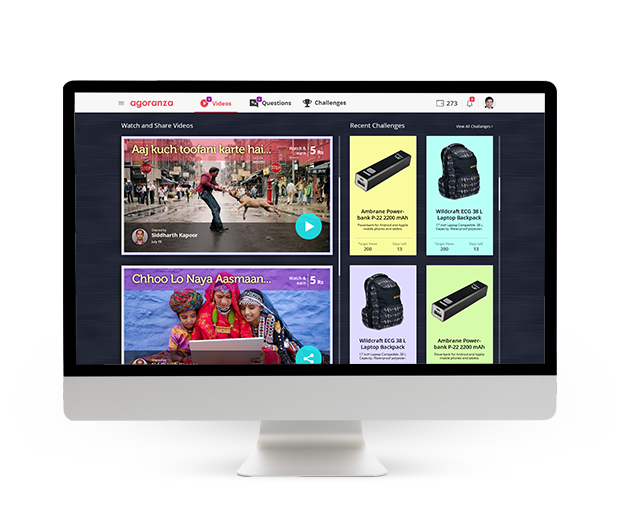 agoranza
Videos
Questions
Challenges
273
Watch and Share Videos
Recent Challenges
View All Challenges
Aaj kuch toofani karte hai...
Watch &
earn
5 Rs
Shared by
Siddharth Kapoor
July 19
Ambrane Power-
bank P-22 2200 mAh
Powerbank for Android and Apple
mobile phones and tablets.
Target Views
200
Days Left
13
Wildcraft ECG 38 L
Laptop Backpack
17 inch Laptop Compatible. 38 L
Capacity. Waterproof polyester.
Target Views
200
Days Left
13
Chhoo Lo Naya Aasmaan...
Watch &
earn
5 Rs
Shared by
Wildcraft ECG 38 L
Laptop Backpack
17 inch Laptop Compatible. 38 L
Capacity. Waterproof polyester.
Ambrane Power-
bank P-22 2200 mAh
Powerbank for Android and Apple
mobile phones and tablets.